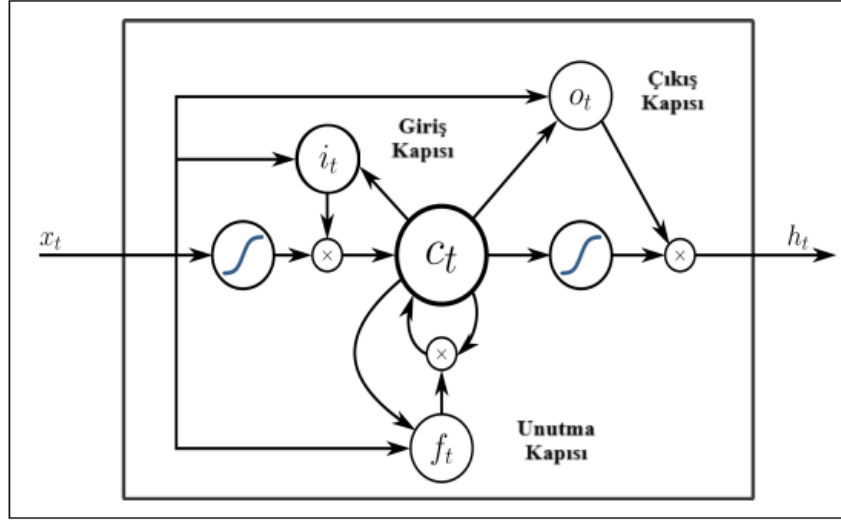 Çıkış
Kapısı
o_t
Giriş
Kapısı
i_t
x_t
×
c_t
×
h_t
×
f_t
Unutma
Kapısı